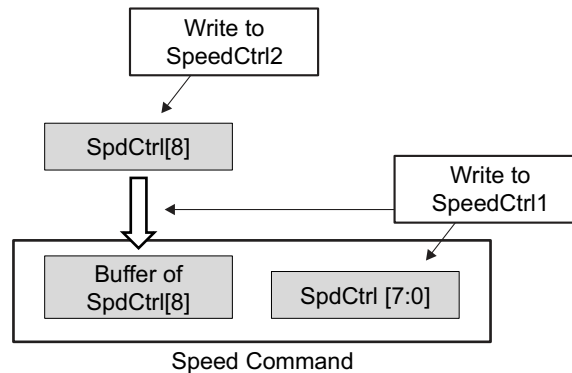 Write to
SpeedCtrl2
SpdCtrl[8]
Write to
SpeedCtrl1
Buffer of
SpdCtrl[8]
SpdCtrl [7:0]
Speed Command